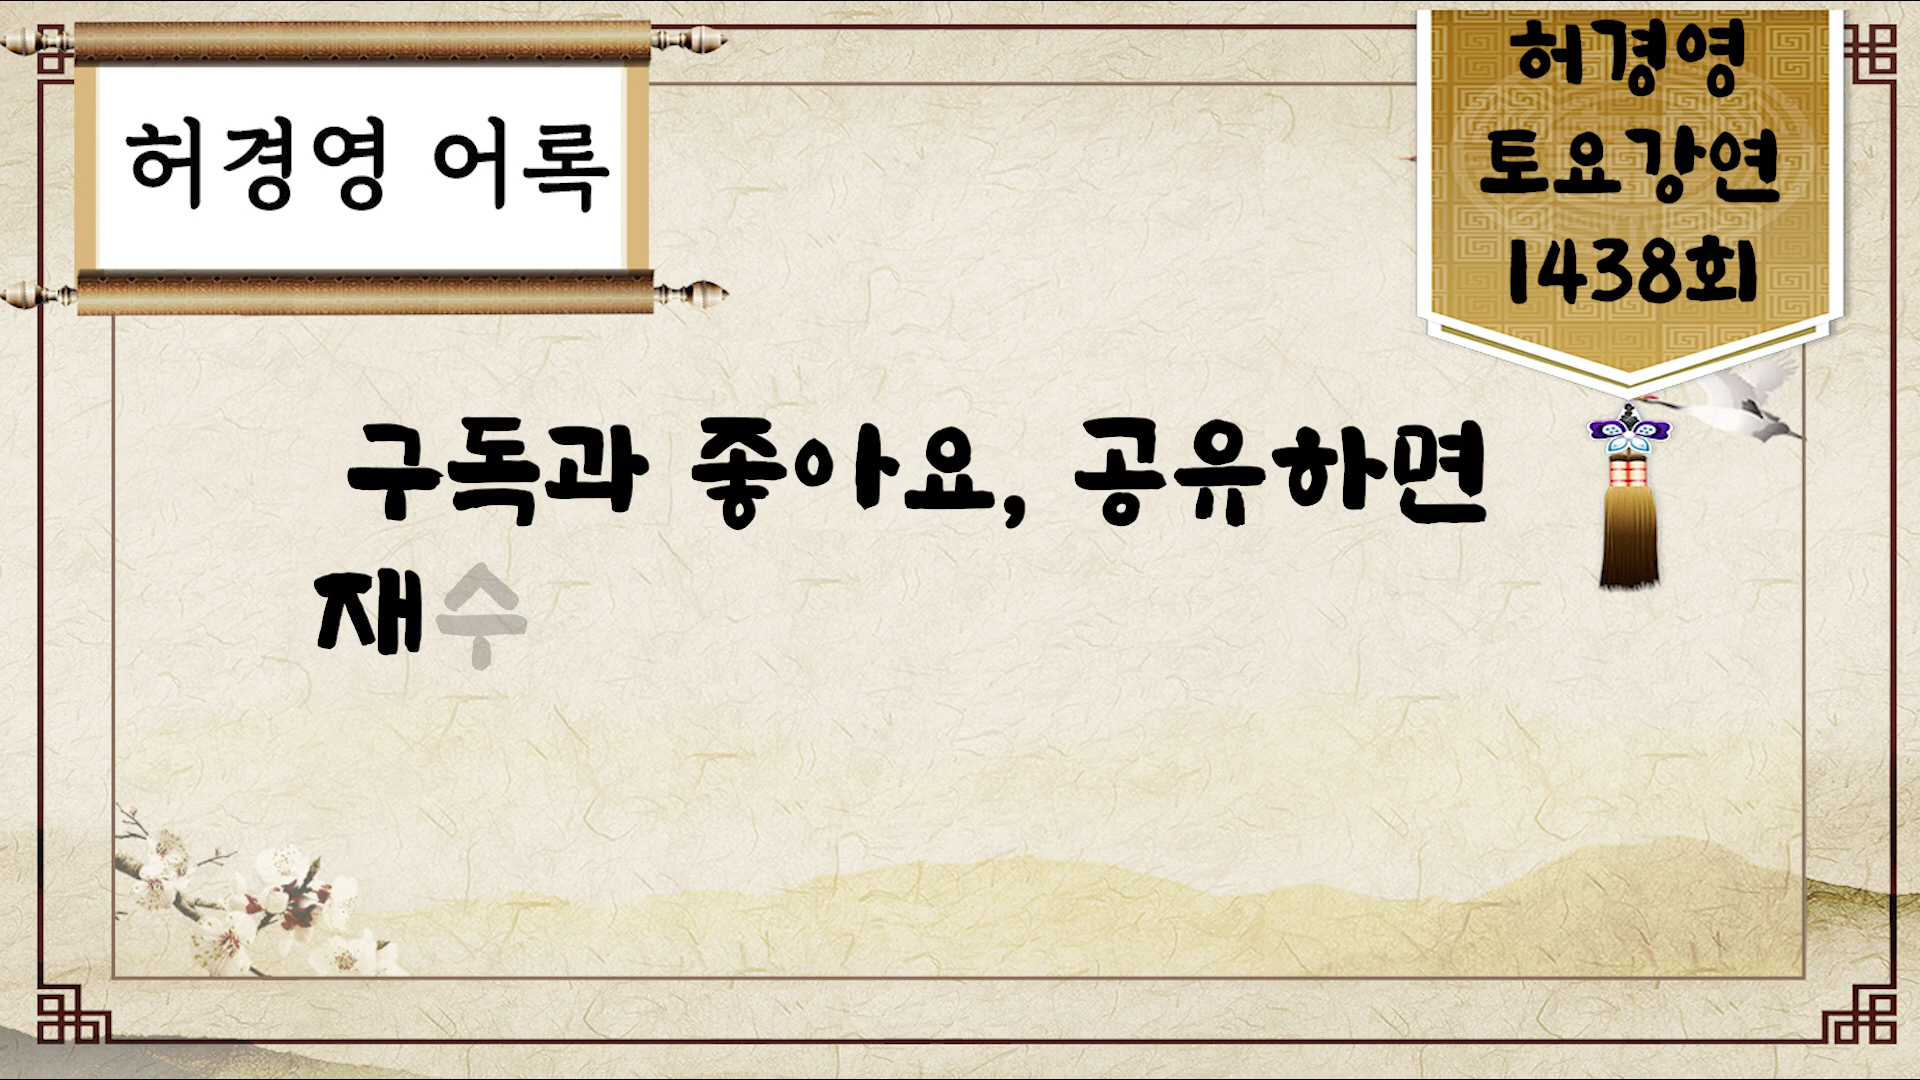 허경영 어록
허경영
토요강연
1438회
구독과 좋아요, 공유하면
재수